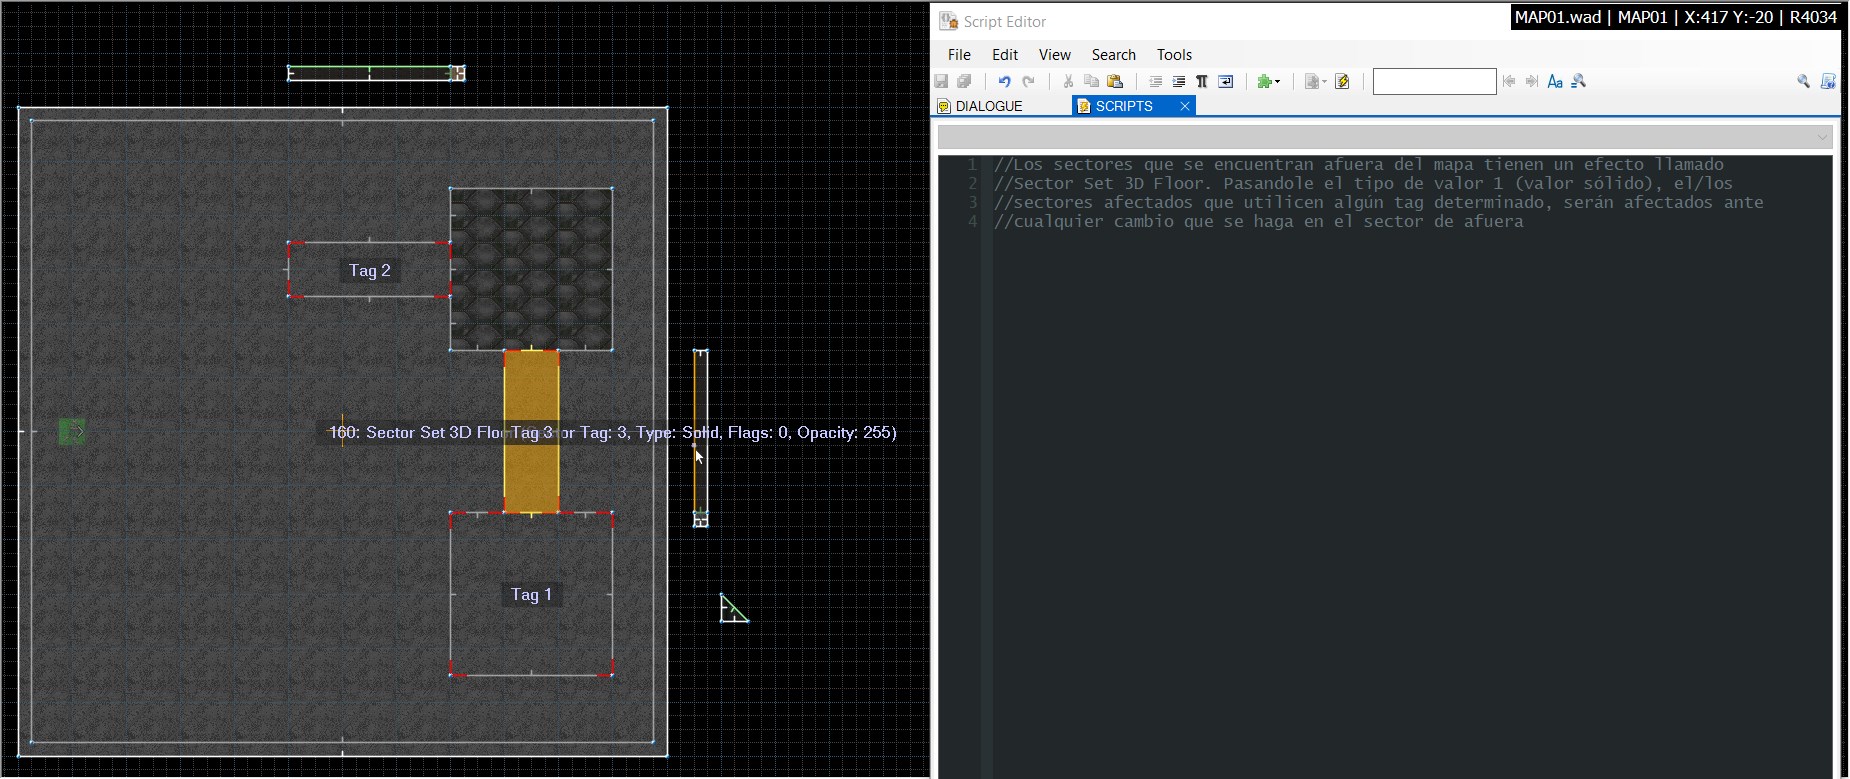 MAP01.wad | MAP01 | X:417 Y:-20 | R4034
Script Editor
File Edit View Search Tools
DIALOGUE SCRIPTS
1 //Los sectores que se encuentran afuera del mapa tienen un efecto llamado
2 //Sector Set 3D Floor. Pasandole el tipo de valor 1 (valor sólido), el/los
3 //sectores afectados que utilicen algún tag determinado, serán afectados ante
4 //cualquier cambio que se haga en el sector de afuera
Tag 2
160: Sector Set 3D Floor Tag: 3, Type: Solid, Flags: 0, Opacity: 255)
Tag 3
Tag 1